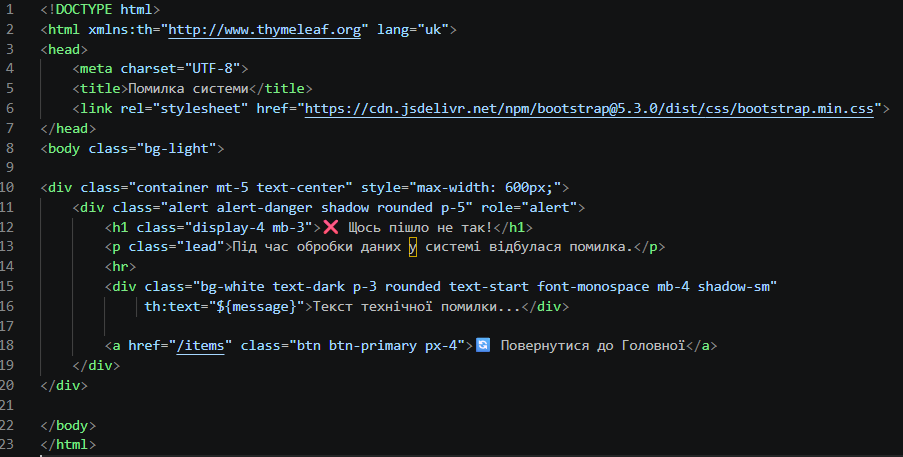 1 <!DOCTYPE html>
2 <html xmlns:th="http://www.thymeleaf.org" lang="uk">
3 <head>
4     <meta charset="UTF-8">
5     <title>Помилка системи</title>
6     <link rel="stylesheet" href="https://cdn.jsdelivr.net/npm/bootstrap@5.3.0/dist/css/bootstrap.min.css">
7 </head>
8 <body class="bg-light">
9
10 <div class="container mt-5 text-center" style="max-width: 600px;">
11     <div class="alert alert-danger shadow rounded p-5" role="alert">
12         <h1 class="display-4 mb-3">❌ Щось пішло не так!</h1>
13         <p class="lead">Під час обробки даних у системі відбулася помилка.</p>
14         <hr>
15         <div class="bg-white text-dark p-3 rounded text-start font-monospace mb-4 shadow-sm"
16              th:text="${message}">Текст технічної помилки...</div>
17
18         <a href="/items" class="btn btn-primary px-4">🔄 Повернутися до Головної</a>
19     </div>
20 </div>
21
22 </body>
23 </html>